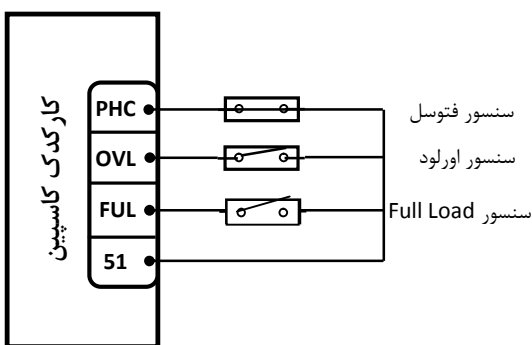 کارکدک کاسپین
PHC
سنسور فتوسل
OVL
سنسور اورلود
FUL
سنسور Full Load
51